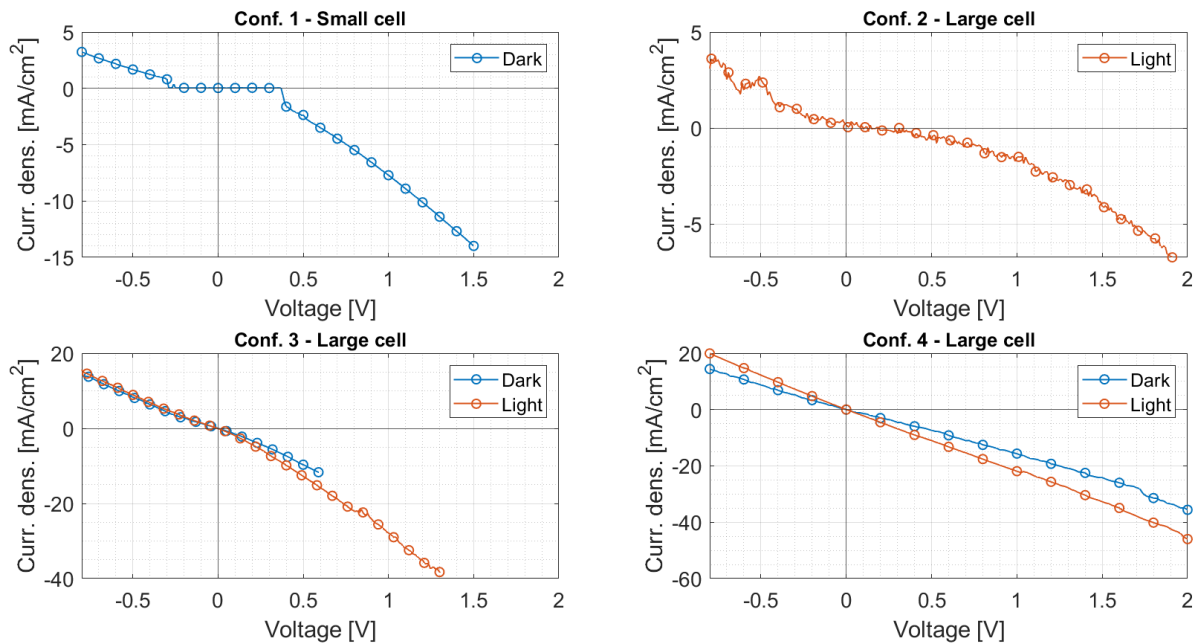 Conf. 1 - Small cell
Curr. dens. [mA/cm²]
5
0
-5
-10
-15
-0.5
0
0.5
1
1.5
2
Voltage [V]
Dark
Conf. 2 - Large cell
Curr. dens. [mA/cm²]
5
0
-5
-0.5
0
0.5
1
1.5
2
Voltage [V]
Light
Conf. 3 - Large cell
Curr. dens. [mA/cm²]
20
0
-20
-40
-0.5
0
0.5
1
1.5
2
Voltage [V]
Dark
Light
Conf. 4 - Large cell
Curr. dens. [mA/cm²]
20
0
-20
-40
-60
-0.5
0
0.5
1
1.5
2
Voltage [V]
Dark
Light